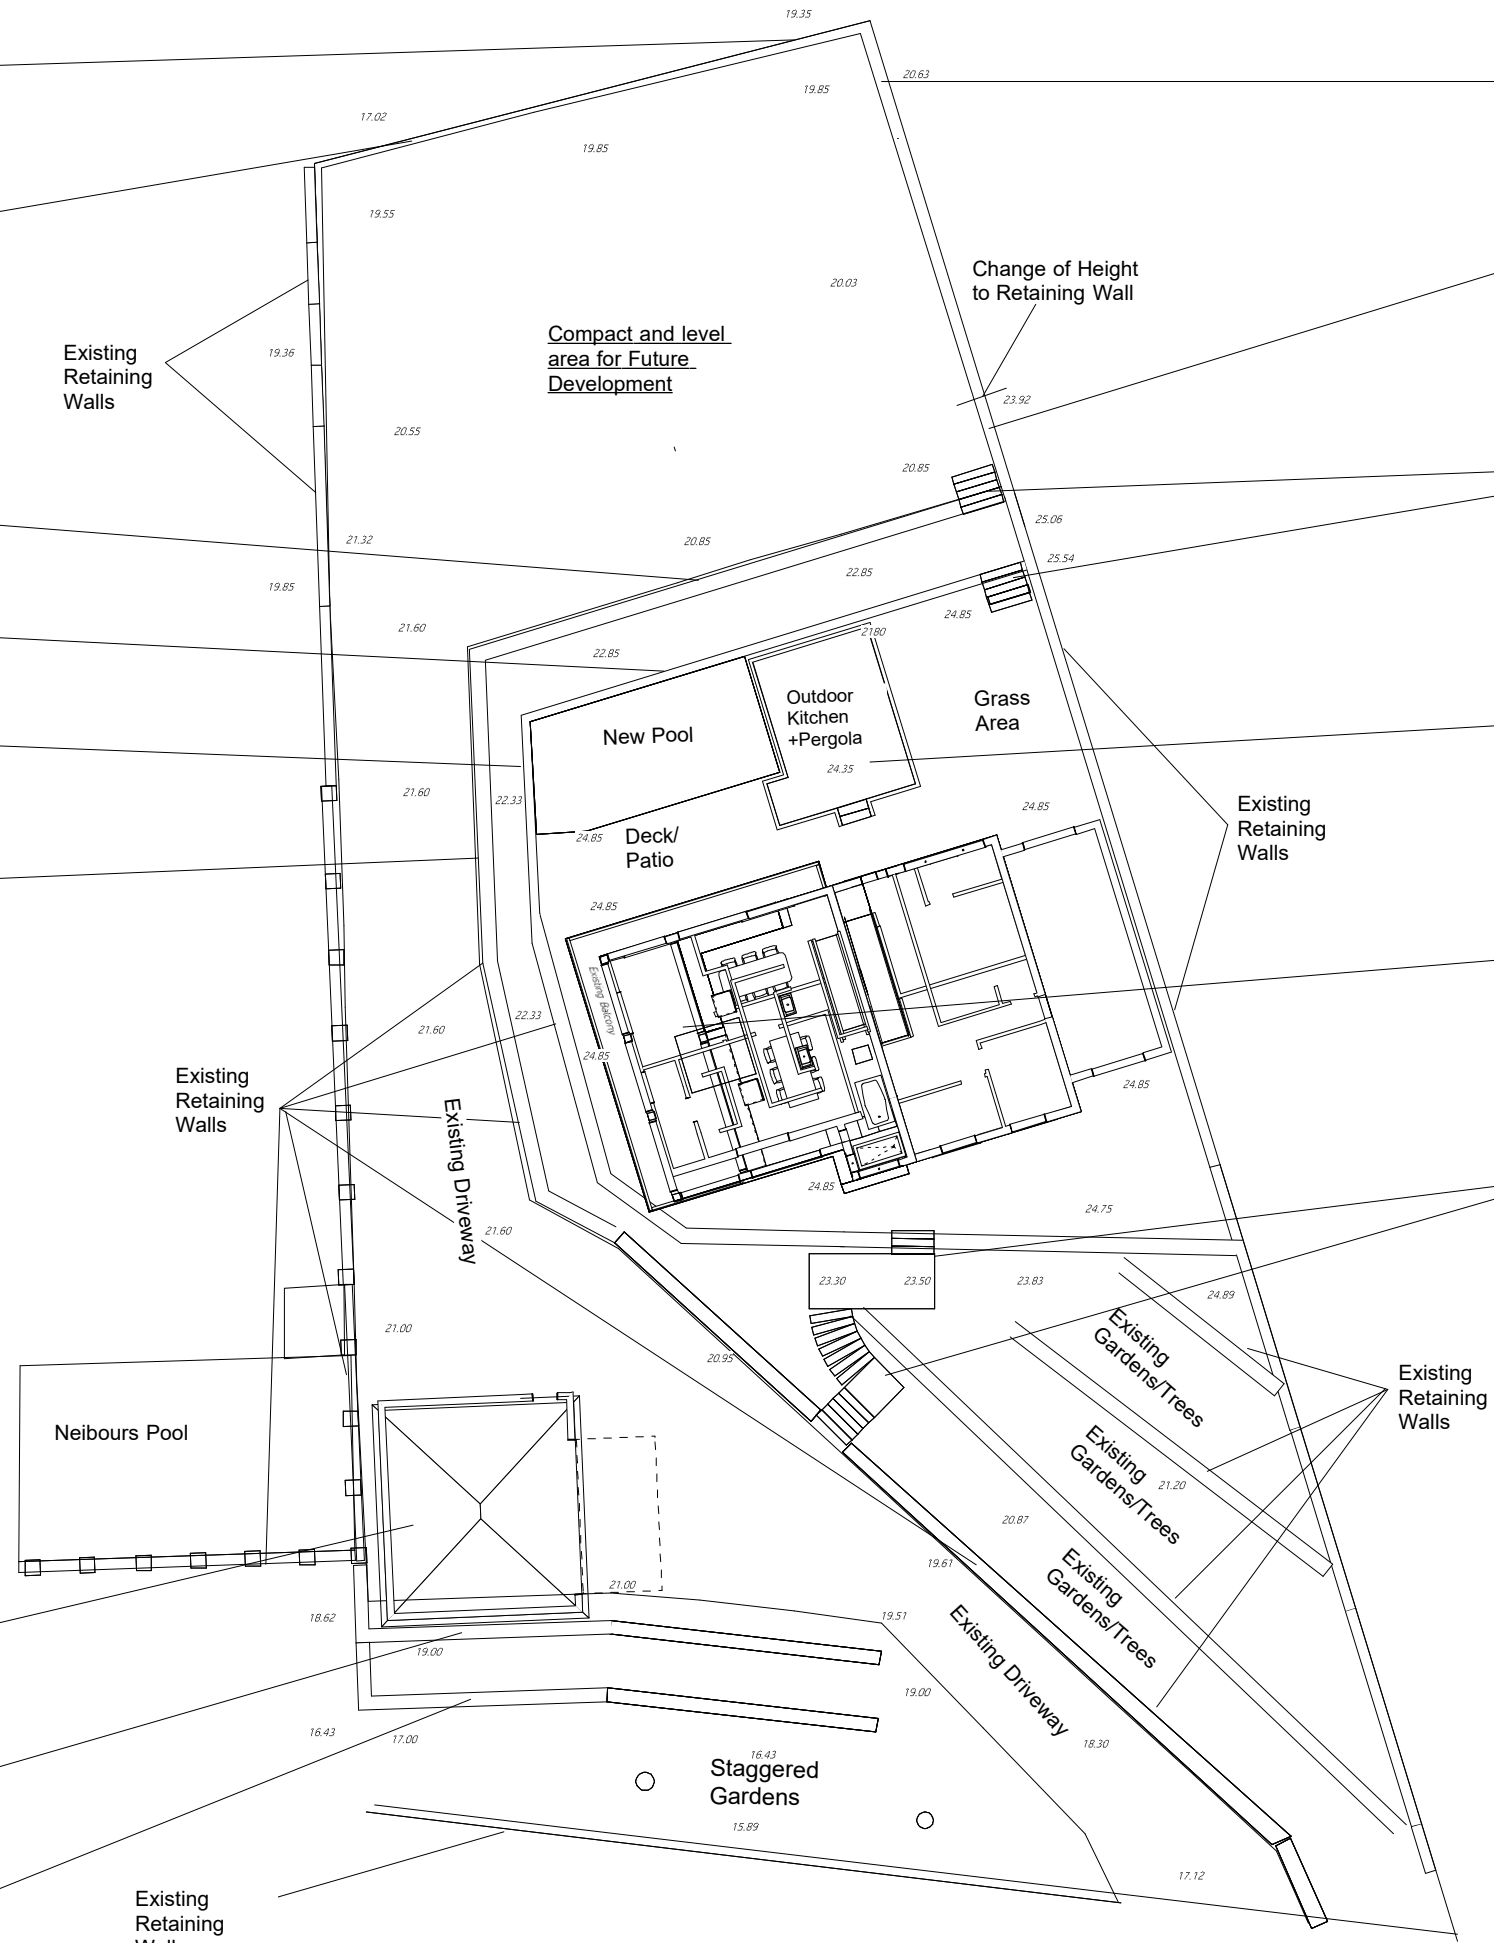 19.35
20.63
19.85
17.02
19.85
19.55
Change of Height
to Retaining Wall
20.03
Compact and level
area for Future
Development
Existing
Retaining
Walls
19.36
23.92
20.55
20.85
25.06
21.32
20.85
25.54
22.85
19.85
24.85
21.60
2180
22.85
Outdoor
Kitchen
+Pergola
Grass
Area
New Pool
24.35
21.60
22.33
24.85
Existing
Retaining
Walls
24.85
Deck/
Patio
24.85
Existing Balcony
22.33
21.60
24.85
Existing
Retaining
Walls
24.85
Existing Driveway
24.85
24.75
21.60
23.30
23.50
23.83
24.89
21.00
Existing
Gardens/Trees
20.95
Existing
Retaining
Walls
Neibours Pool
Existing
Gardens/Trees
21.20
20.87
19.61
Existing
Gardens/Trees
21.00
18.62
19.51
Existing Driveway
19.00
19.00
16.43
17.00
18.30
16.43
Staggered
Gardens
15.89
17.12
Existing
Retaining